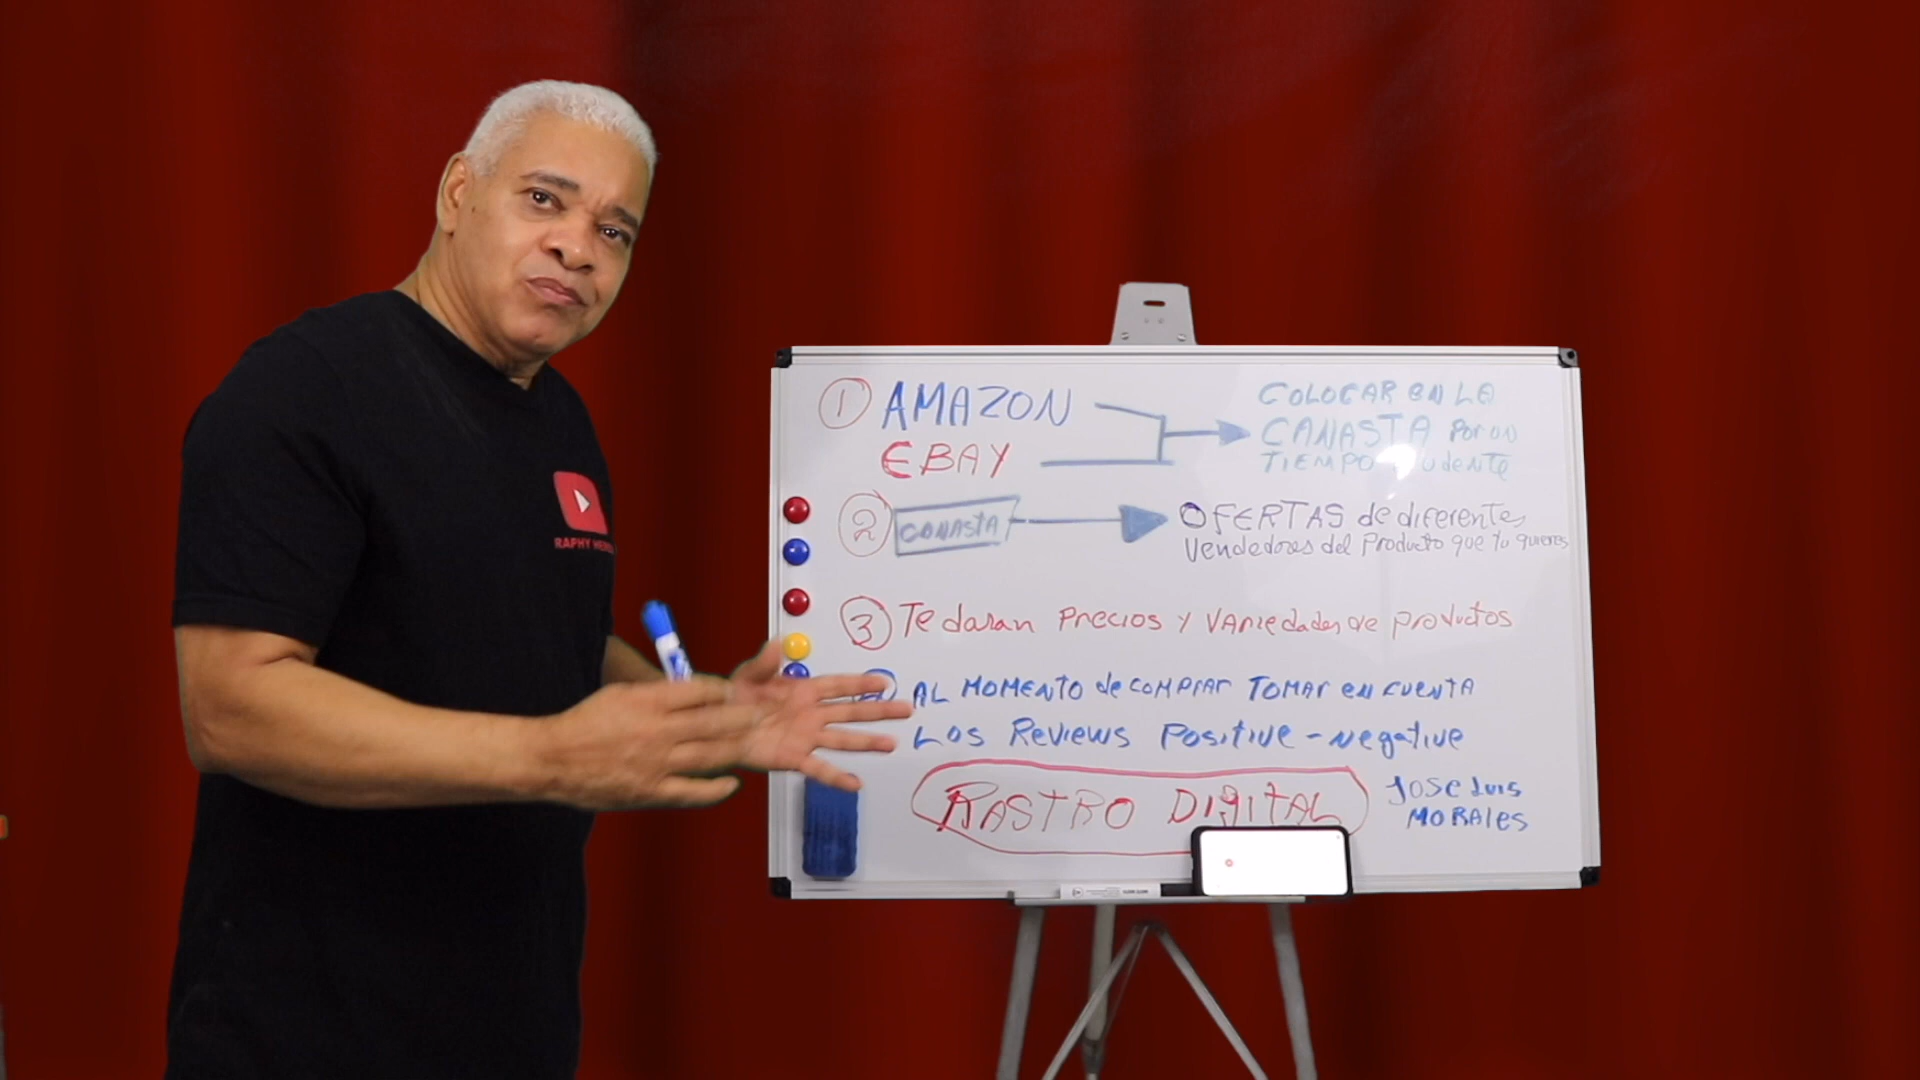 1 AMAZON
EBAY
COLOCAR EN LA
CANASTA POR UN
TIEMPO
2 CANASTA
OFERTAS de diferentes
Vendedores del Producto que tu quieres
3 Te daran Precios y VARiedades de productos
AL MOMENTO de COMPrAr TOMAr en cuenTA
Los Reviews Positive - Negative
RASTRO DIGITAL
Jose Luis
MORAles
RAPHY